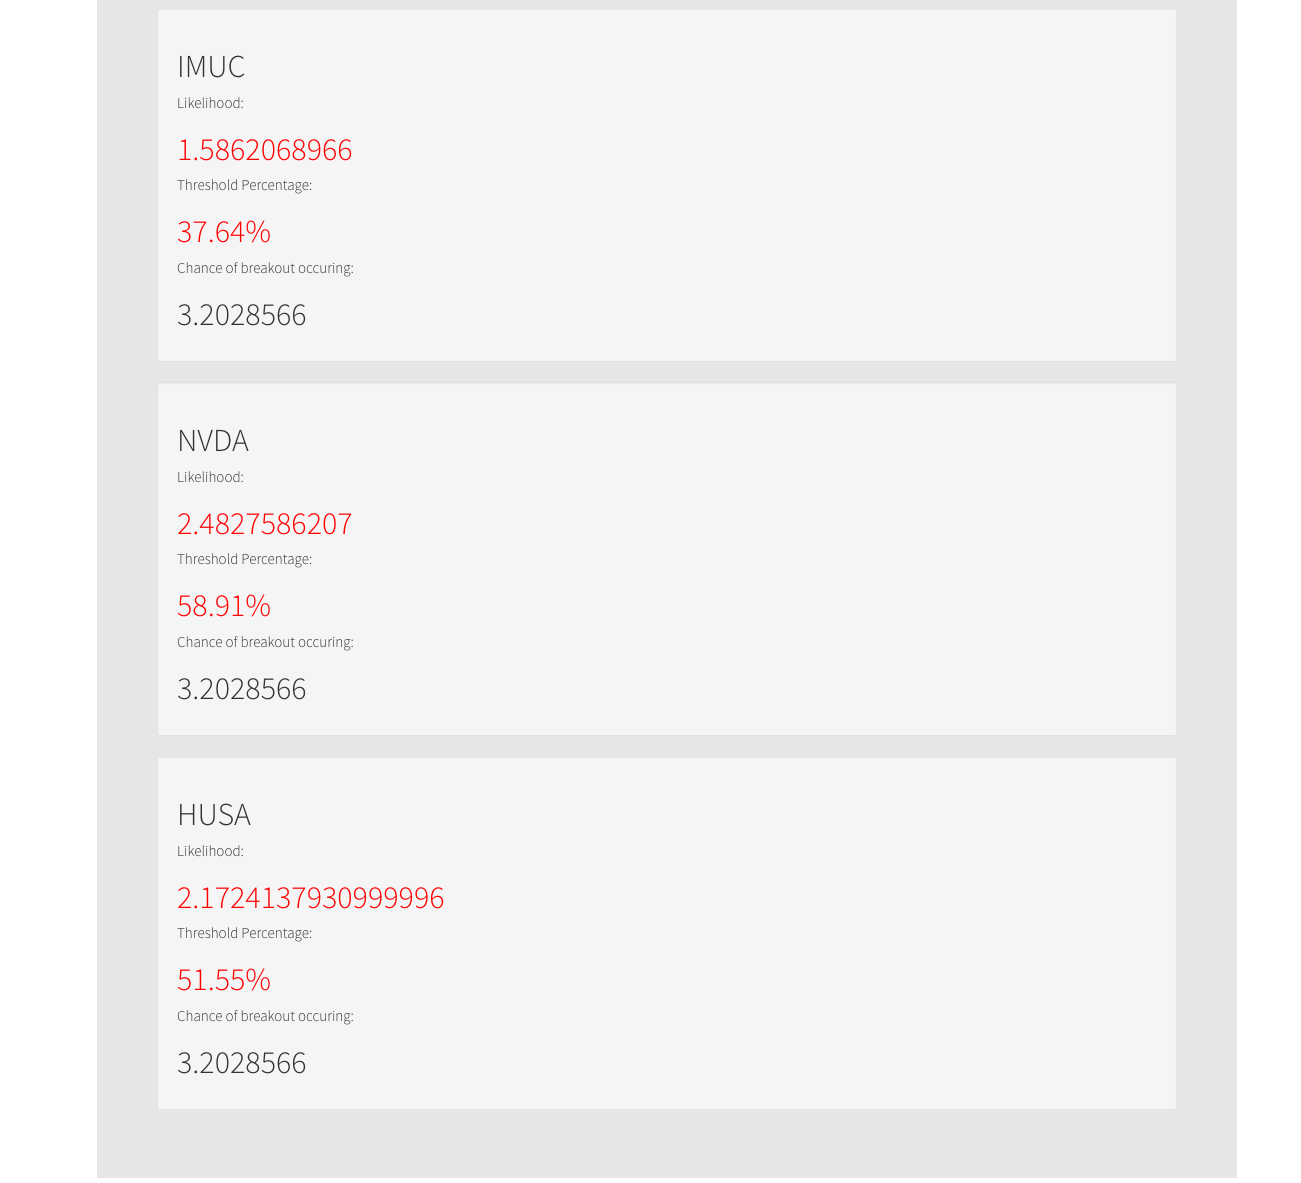 IMUC
Likelihood:
1.5862068966
Threshold Percentage:
37.64%
Chance of breakout occuring:
3.2028566
NVDA
Likelihood:
2.4827586207
Threshold Percentage:
58.91%
Chance of breakout occuring:
3.2028566
HUSA
Likelihood:
2.1724137930999996
Threshold Percentage:
51.55%
Chance of breakout occuring:
3.2028566